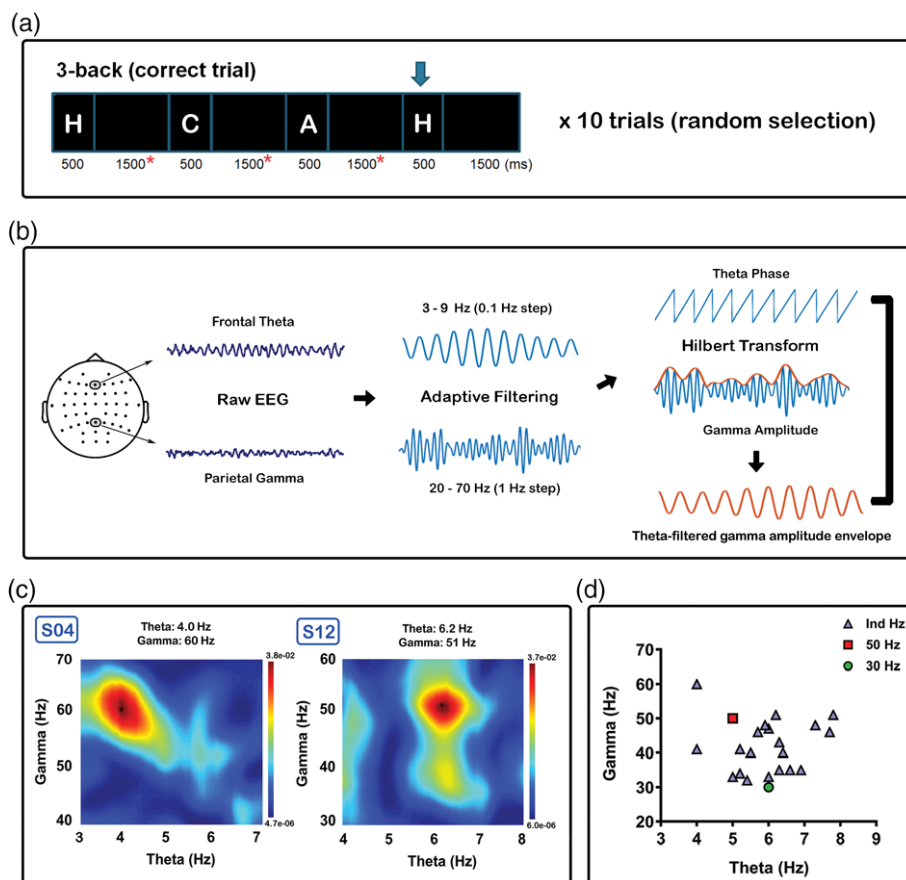 (a)
3-back (correct trial)
H C A H
x 10 trials (random selection)
500 1500* 500 1500* 500 1500* 500 1500 (ms)
(b)
Frontal Theta
Raw EEG
Parietal Gamma
3 - 9 Hz (0.1 Hz step)
Adaptive Filtering
20 - 70 Hz (1 Hz step)
Theta Phase
Hilbert Transform
Gamma Amplitude
Theta-filtered gamma amplitude envelope
(c)
S04
Theta: 4.0 Hz
Gamma: 60 Hz
3.8e-02
70
60
50
40
Gamma (Hz)
4.7e-06
3 4 5 6 7
Theta (Hz)
S12
Theta: 6.2 Hz
Gamma: 51 Hz
3.7e-02
60
50
40
30
Gamma (Hz)
6.0e-06
4 5 6 7 8
Theta (Hz)
(d)
Ind Hz
50 Hz
30 Hz
70
60
50
40
30
20
Gamma (Hz)
3 4 5 6 7 8 9
Theta (Hz)